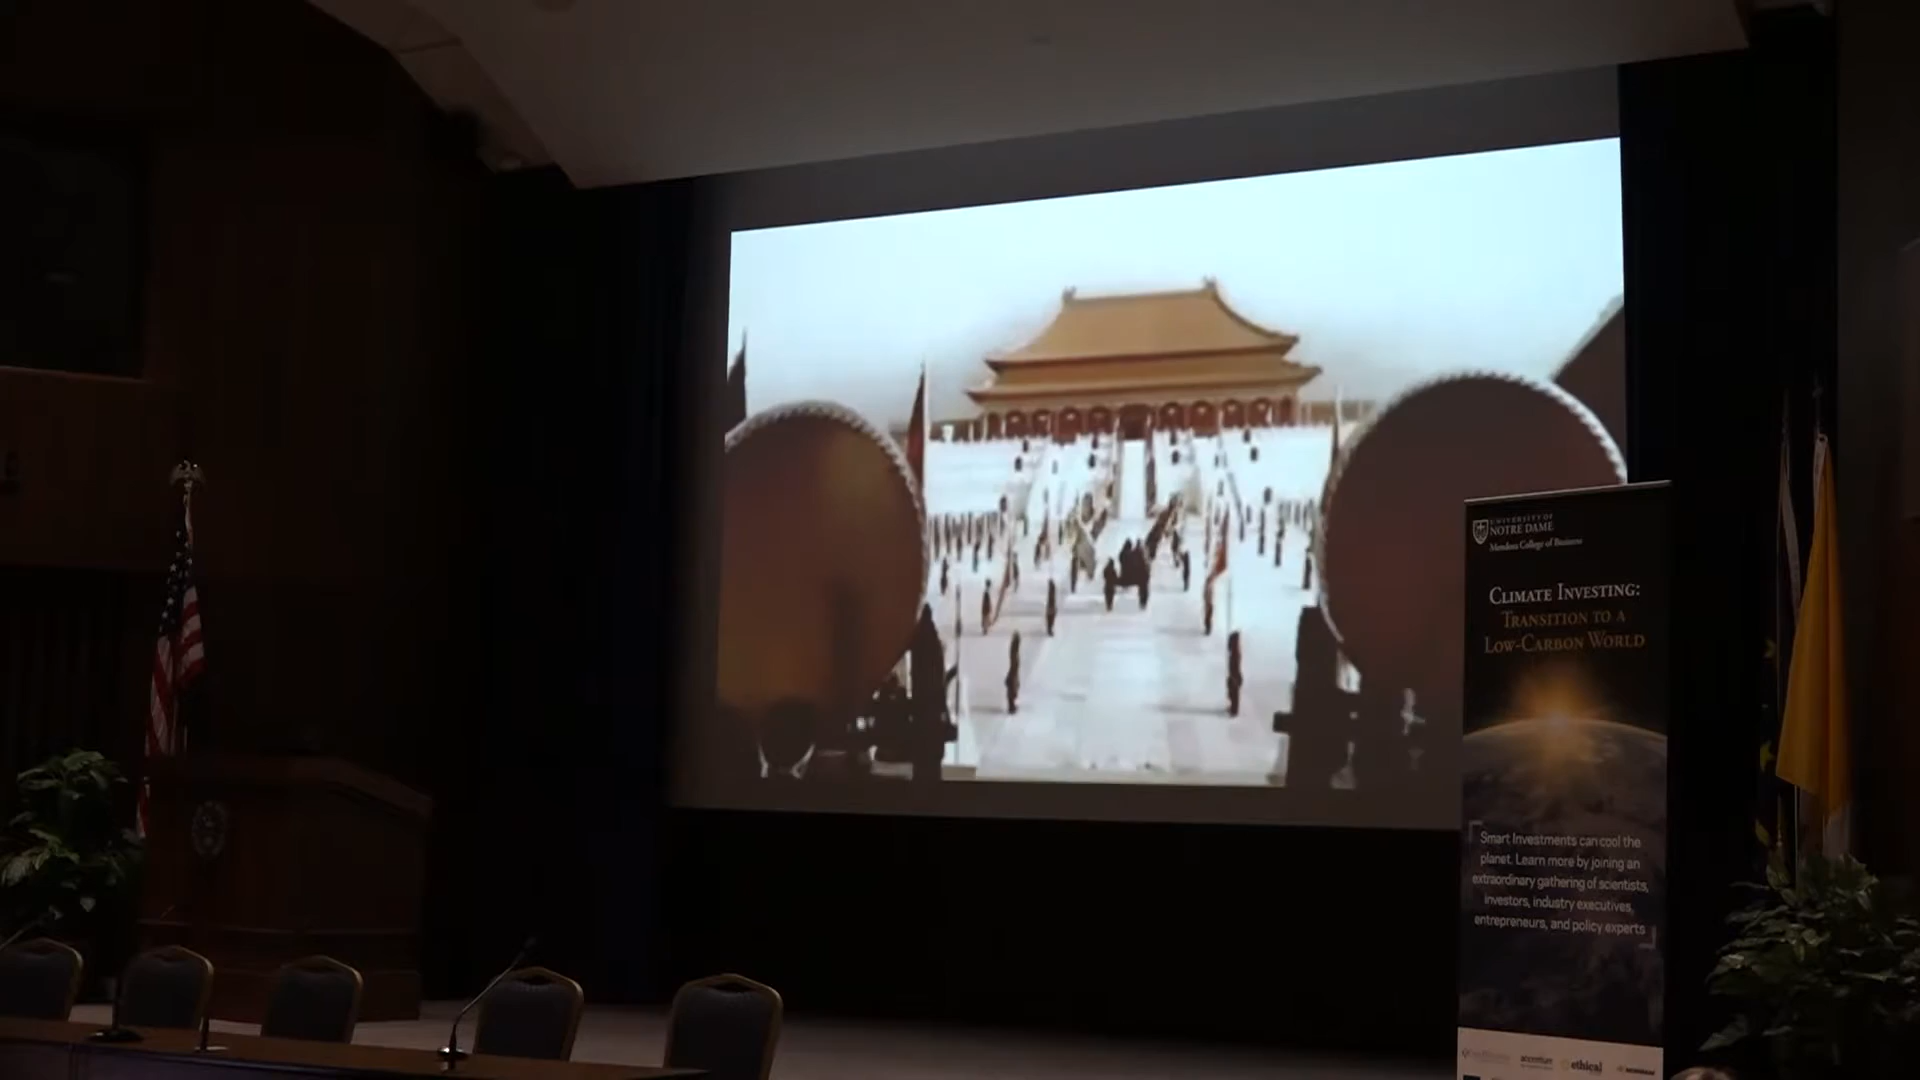 UNIVERSITY OF
NOTRE DAME
Mendoza College of Business
CLIMATE INVESTING:
TRANSITION TO A
LOW-CARBON WORLD
Smart Investments can cool the
planet. Learn more by joining an
extraordinary gathering of scientists,
investors, industry executives,
entrepreneurs, and policy experts
accenture
ethical